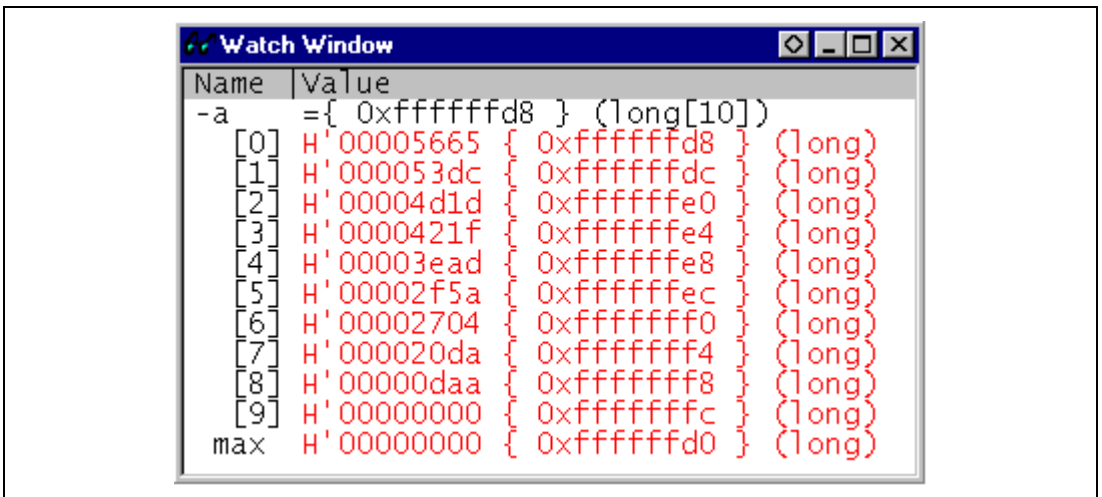 Watch Window
Name |Value
-a ={ 0xffffffd8 } (long[10])
[0] H'00005665 { 0xffffffd8 } (long)
[1] H'000053dc { 0xffffffdc } (long)
[2] H'00004d1d { 0xffffffe0 } (long)
[3] H'0000421f { 0xffffffe4 } (long)
[4] H'00003ead { 0xffffffe8 } (long)
[5] H'00002f5a { 0xffffffec } (long)
[6] H'00002704 { 0xfffffff0 } (long)
[7] H'000020da { 0xfffffff4 } (long)
[8] H'00000daa { 0xfffffff8 } (long)
[9] H'00000000 { 0xfffffffc } (long)
max H'00000000 { 0xffffffd0 } (long)